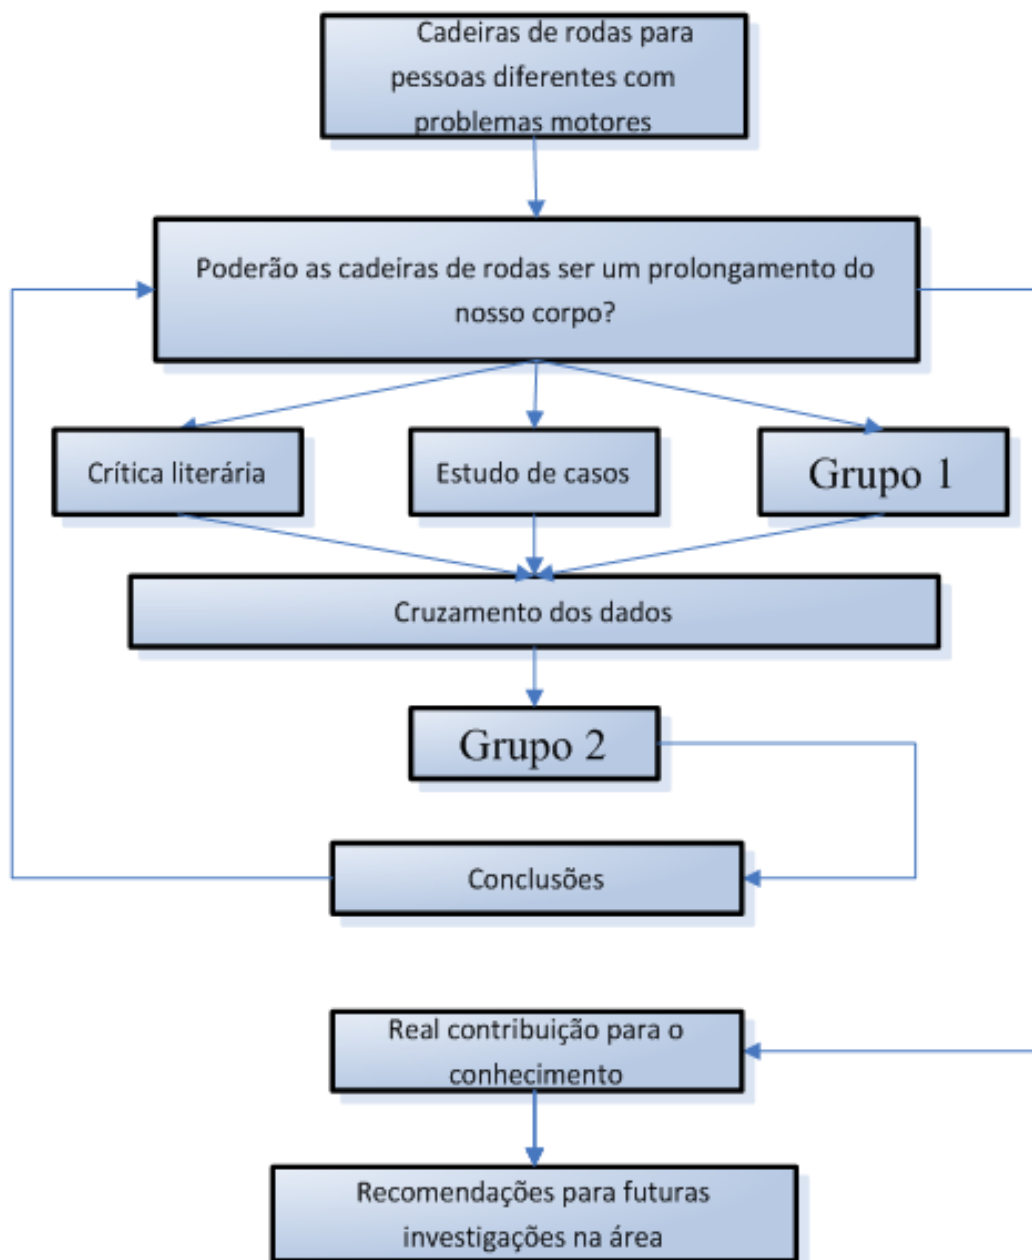 Cadeiras de rodas para
pessoas diferentes com
problemas motores
Poderão as cadeiras de rodas ser um prolongamento do
nosso corpo?
Crítica literária
Estudo de casos
Grupo 1
Cruzamento dos dados
Grupo 2
Conclusões
Real contribuição para o
conhecimento
Recomendações para futuras
investigações na área